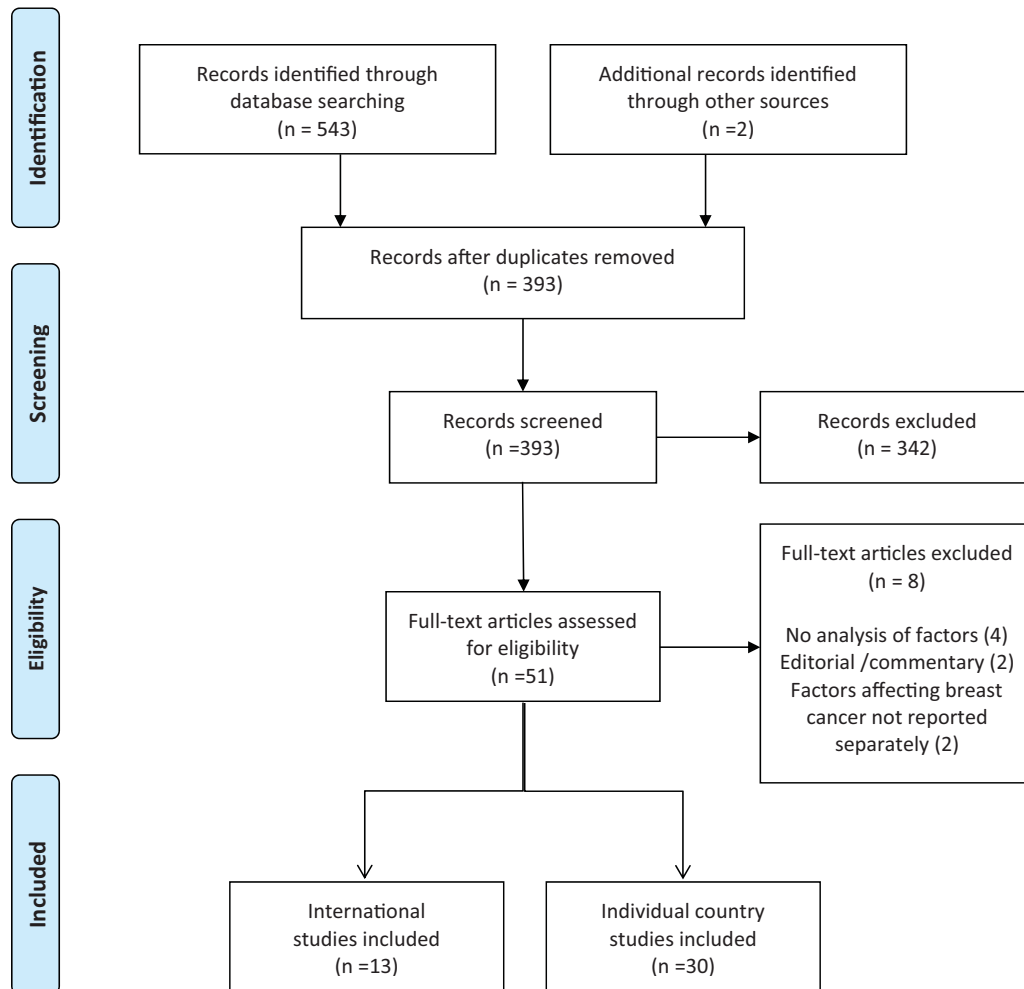 Identification
Records identified through
database searching
(n = 543)
Additional records identified
through other sources
(n =2)
Records after duplicates removed
(n = 393)
Screening
Records screened
(n =393)
Records excluded
(n = 342)
Eligibility
Full-text articles assessed
for eligibility
(n =51)
Full-text articles excluded
(n = 8)
No analysis of factors (4)
Editorial /commentary (2)
Factors affecting breast
cancer not reported
separately (2)
Included
International
studies included
(n =13)
Individual country
studies included
(n =30)